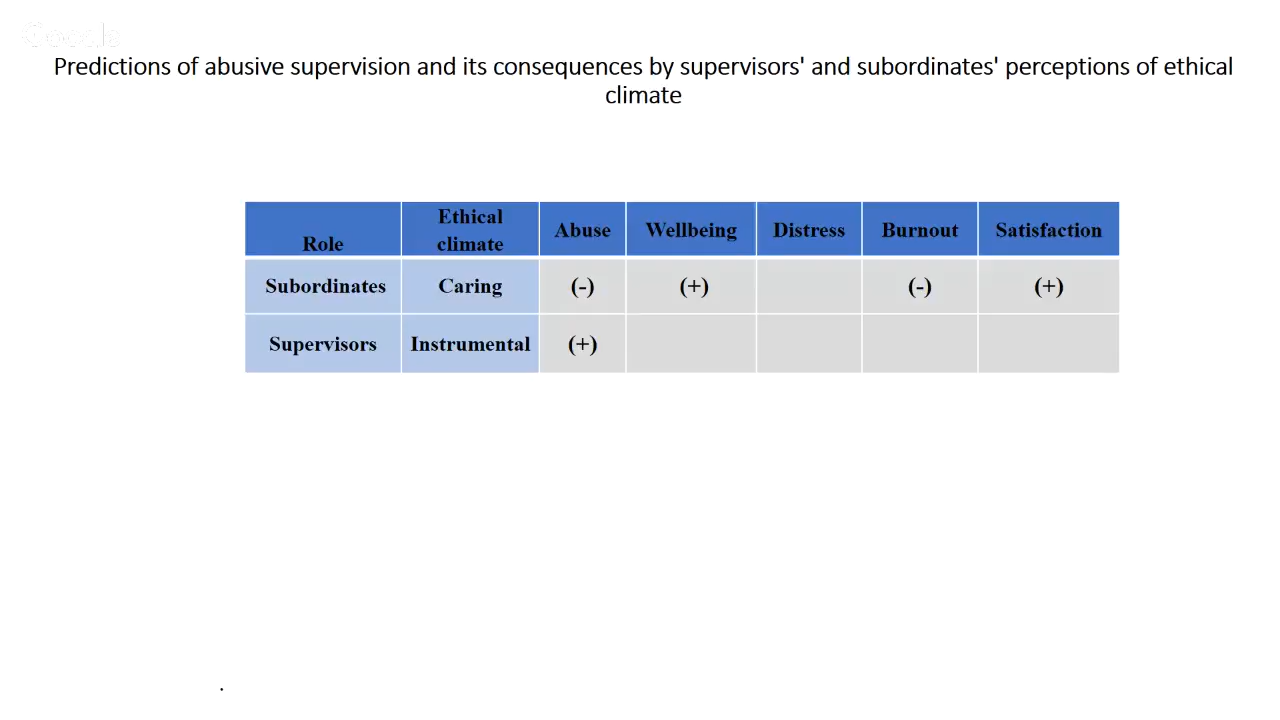 Predictions of abusive supervision and its consequences by supervisors' and subordinates' perceptions of ethical
climate
Role Ethical climate Abuse Wellbeing Distress Burnout Satisfaction
Subordinates Caring (-) (+) (-) (+)
Supervisors Instrumental (+)
.